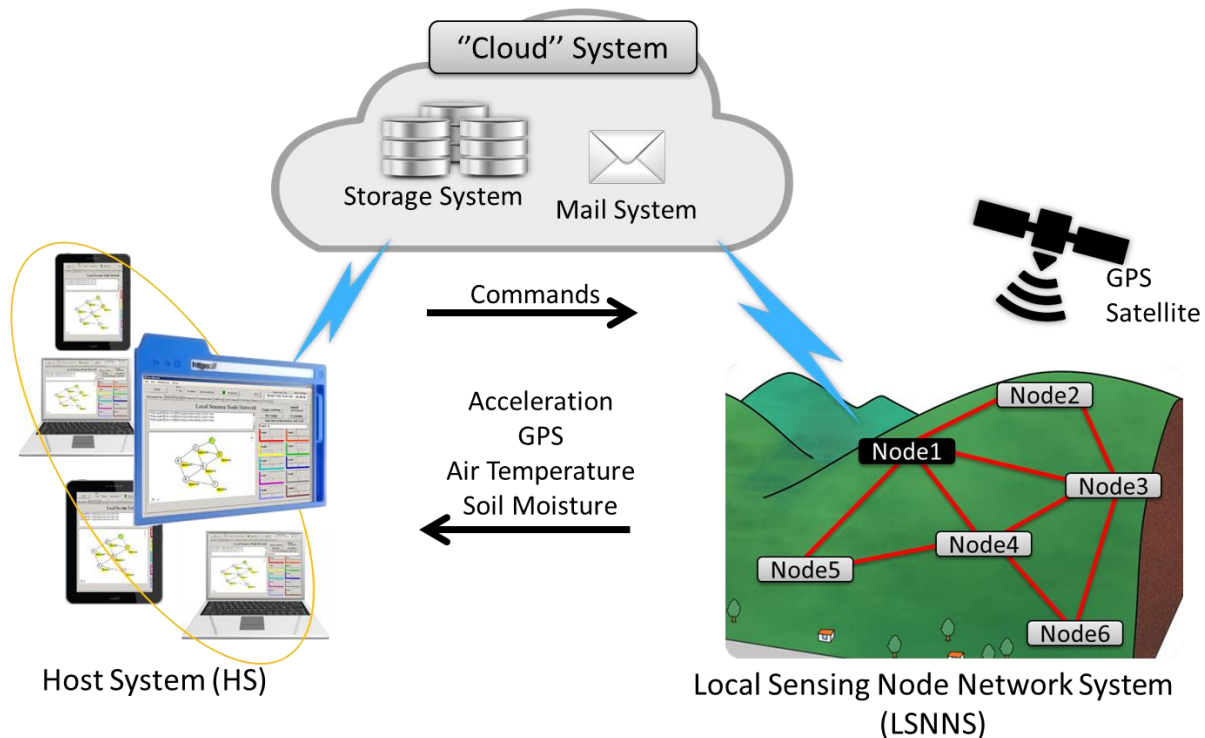 ‘‘Cloud’’ System
Storage System
Mail System
Commands
GPS
Satellite
https://
Local Sensing Node Network
Acceleration
GPS
Air Temperature
Soil Moisture
Node2
Node1
Node3
Node4
Node5
Node6
Host System (HS)
Local Sensing Node Network System
(LSNNS)